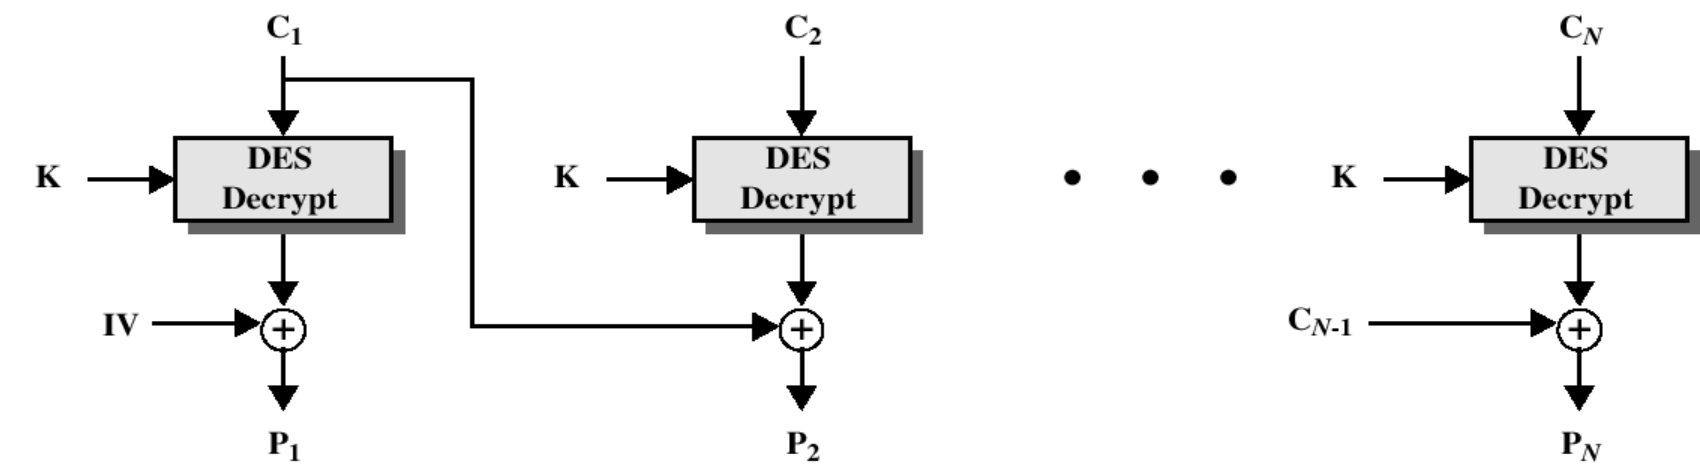 C1 C2 CN
K DES Decrypt K DES Decrypt K DES Decrypt
IV + + CN-1 +
P1 P2 PN